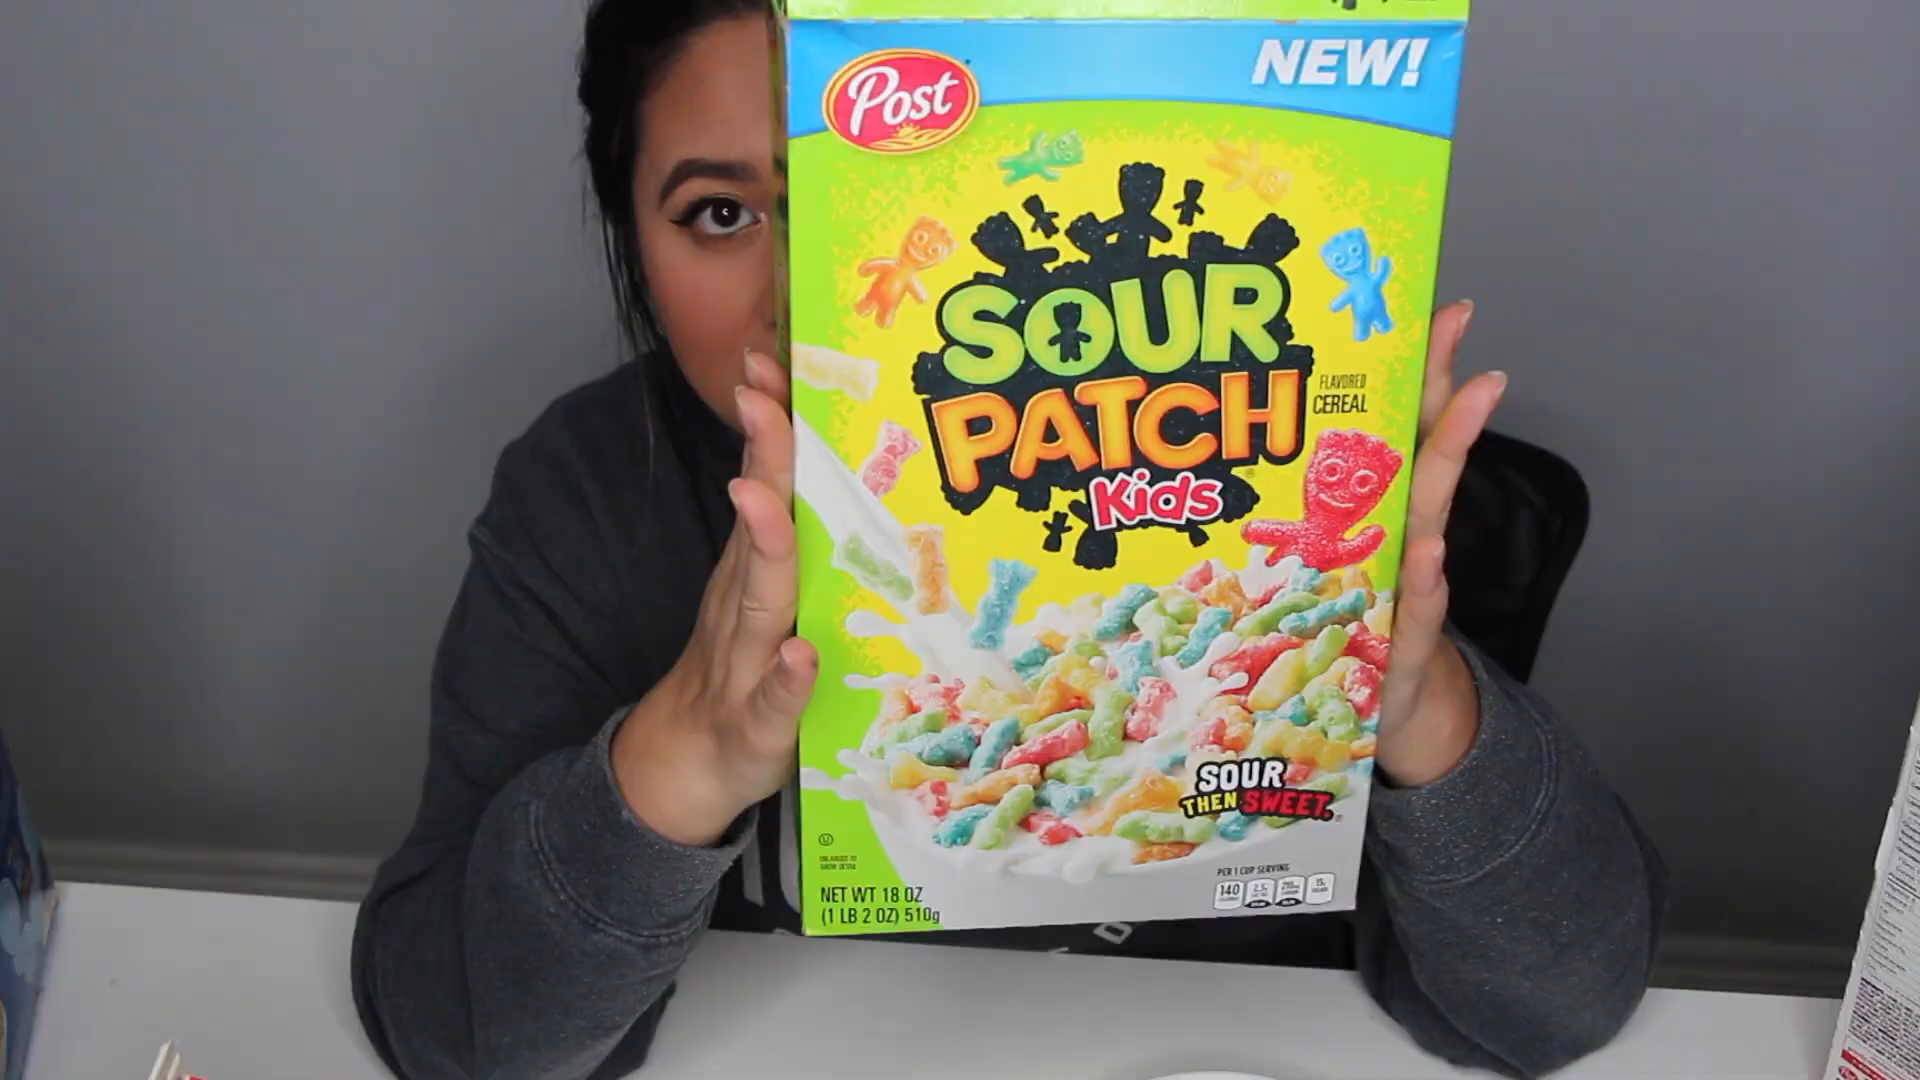 Post
NEW!
SOUR
PATCH
Kids
FLAVORED
CEREAL
SOUR
THEN SWEET.
NET WT 18 OZ
(1 LB 2 OZ) 510g
PER 1 CUP SERVING
140